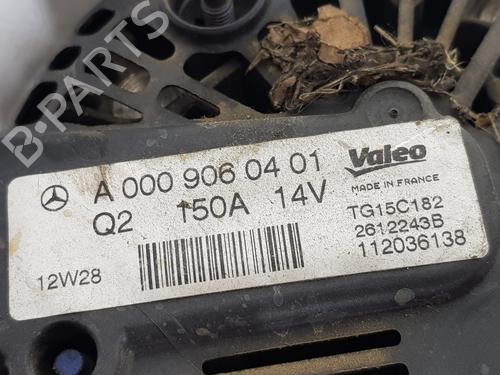 B-PARTS
A 000 906 04 01
Valeo
MADE IN FRANCE
Q2 150A 14V
TG15C182
2612243B
12W28
112036138